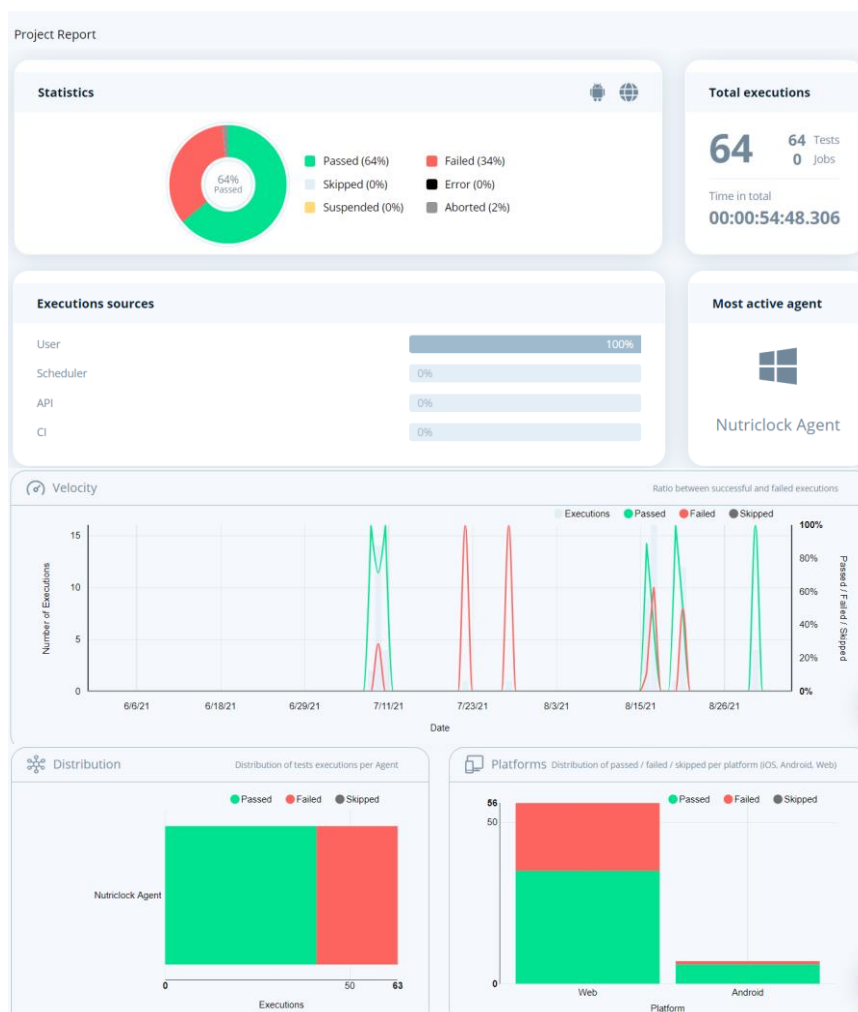 Project Report
Statistics
64%
Passed
Passed (64%)
Failed (34%)
Skipped (0%)
Error (0%)
Suspended (0%)
Aborted (2%)
Total executions
64
64 Tests
0 Jobs
Time in total
00:00:54:48.306
Executions sources
User
100%
Scheduler
0%
API
0%
CI
0%
Most active agent
Nutriclock Agent
Velocity
Ratio between successful and failed executions
Executions Passed Failed Skipped
Number of Executions
15
10
5
0
100%
80%
60%
40%
20%
0%
Passed / Failed / Skipped
6/6/21 6/18/21 6/29/21 7/11/21 7/23/21 8/3/21 8/15/21 8/26/21
Date
Distribution
Distribution of tests executions per Agent
Passed Failed Skipped
Nutriclock Agent
0 50 63
Executions
Platforms
Distribution of passed / failed / skipped per platform (iOS, Android, Web)
Passed Failed Skipped
56
50
0
Web Android
Platform